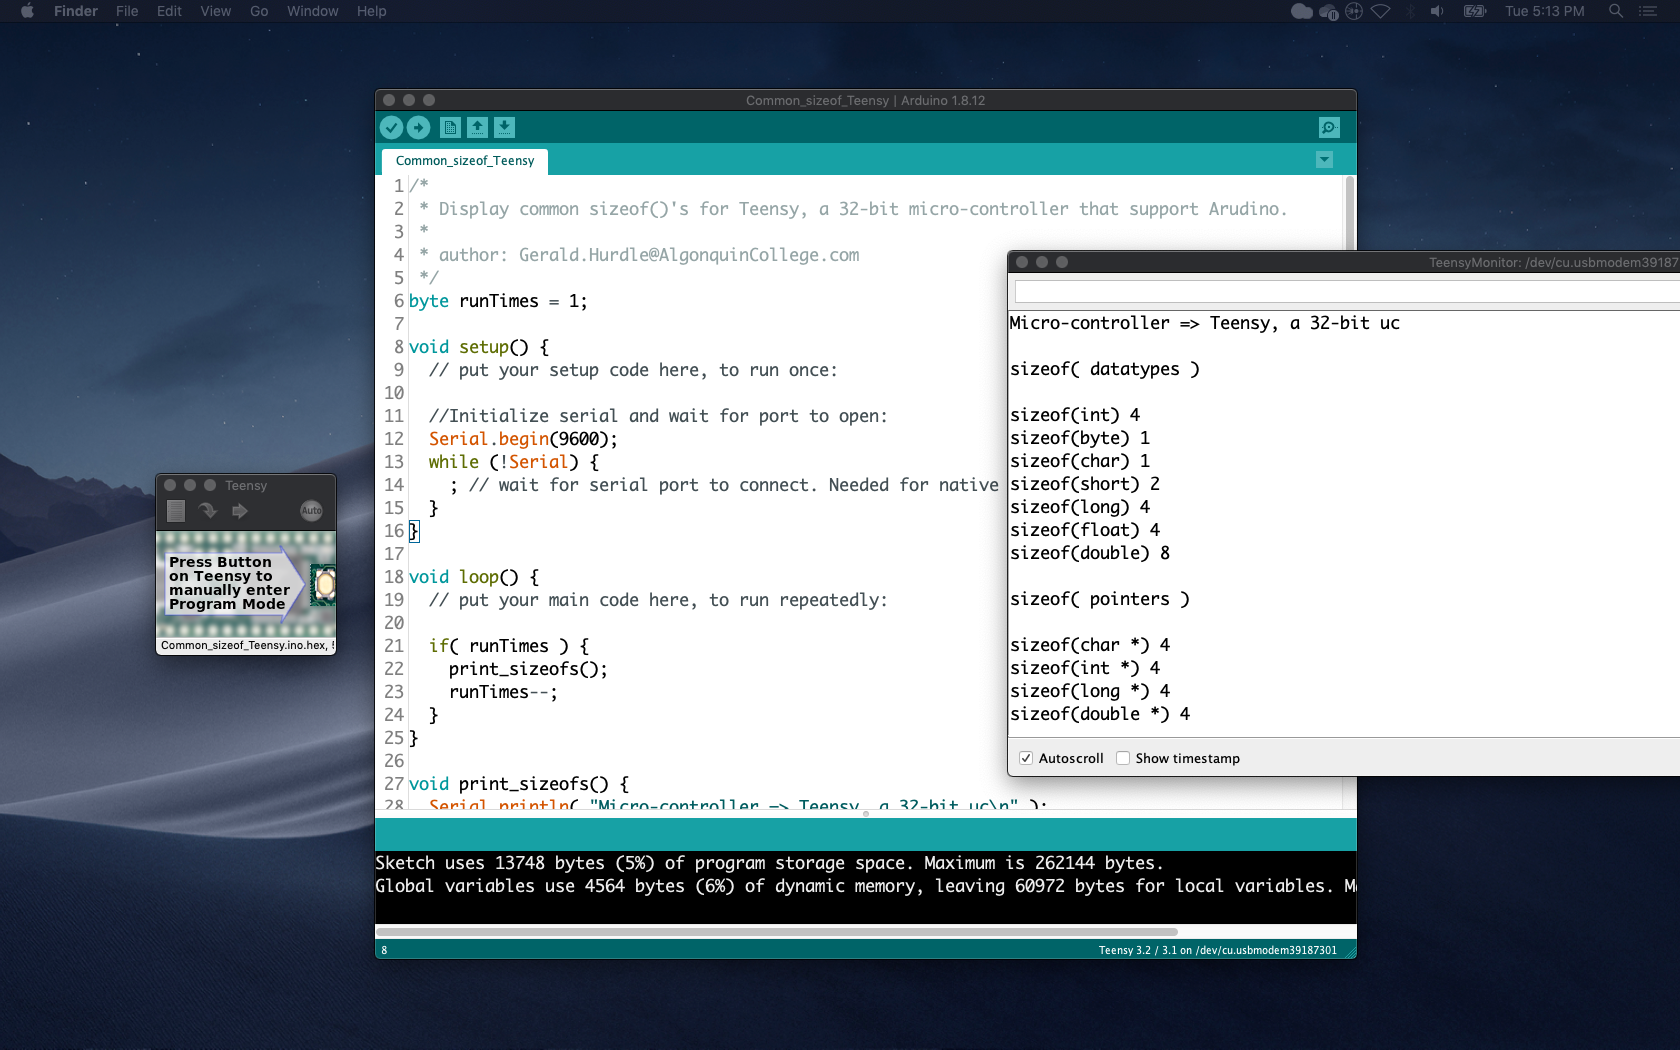 Finder File Edit View Go Window Help
Tue 5:13 PM
Common_sizeof_Teensy | Arduino 1.8.12
Common_sizeof_Teensy
1 /*
2 * Display common sizeof()'s for Teensy, a 32-bit micro-controller that support Arudino.
3 *
4 * author: Gerald.Hurdle@AlgonquinCollege.com
5 */
6 byte runTimes = 1;
7
8 void setup() {
9 // put your setup code here, to run once:
10
11 //Initialize serial and wait for port to open:
12 Serial.begin(9600);
13 while (!Serial) {
14 ; // wait for serial port to connect. Needed for native
15 }
16 }
17
18 void loop() {
19 // put your main code here, to run repeatedly:
20
21 if( runTimes ) {
22 print_sizeofs();
23 runTimes--;
24 }
25 }
26
27 void print_sizeofs() {
28 Serial.println( "Micro-controller => Teensy, a 32-bit uc\n" );
Sketch uses 13748 bytes (5%) of program storage space. Maximum is 262144 bytes.
Global variables use 4564 bytes (6%) of dynamic memory, leaving 60972 bytes for local variables. M
8
Teensy 3.2 / 3.1 on /dev/cu.usbmodem39187301
TeensyMonitor: /dev/cu.usbmodem39187
Micro-controller => Teensy, a 32-bit uc
sizeof( datatypes )
sizeof(int) 4
sizeof(byte) 1
sizeof(char) 1
sizeof(short) 2
sizeof(long) 4
sizeof(float) 4
sizeof(double) 8
sizeof( pointers )
sizeof(char *) 4
sizeof(int *) 4
sizeof(long *) 4
sizeof(double *) 4
Autoscroll
Show timestamp
Teensy
Auto
Press Button
on Teensy to
manually enter
Program Mode
Common_sizeof_Teensy.ino.hex,